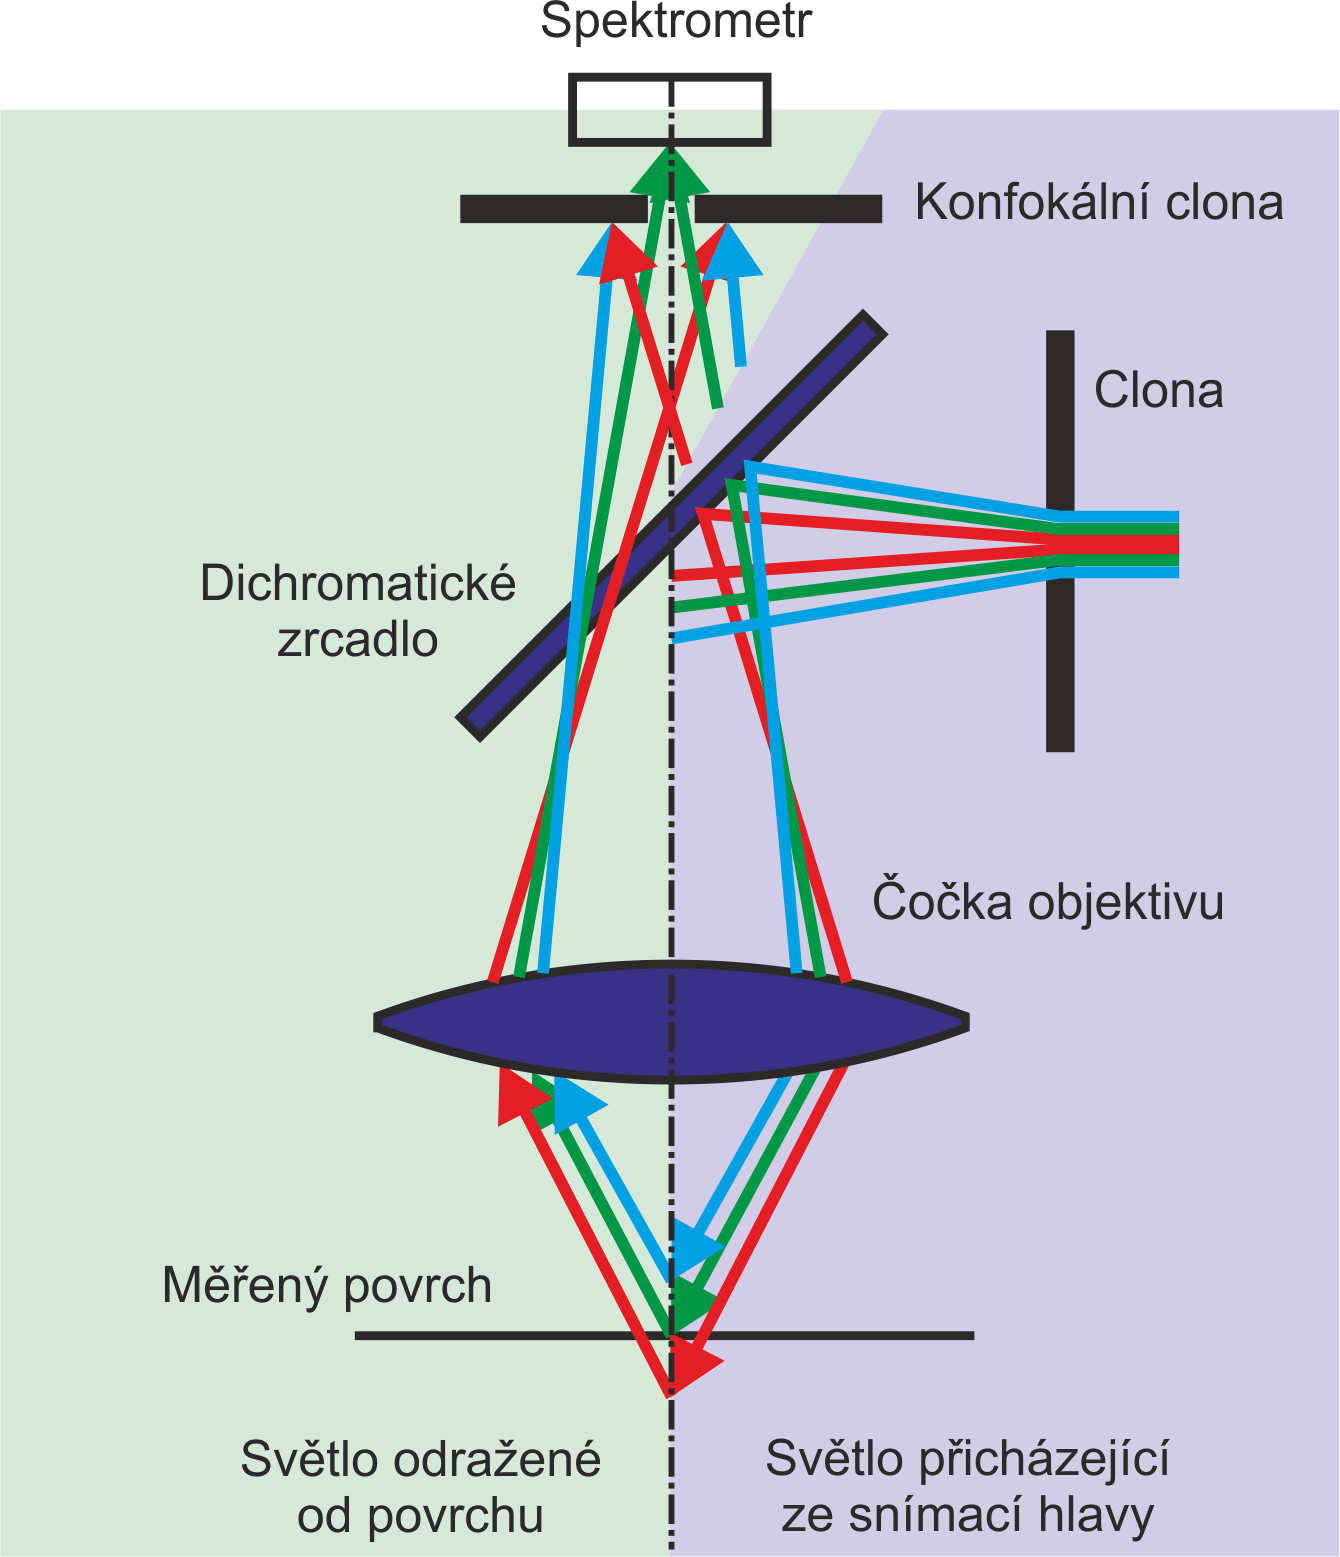 Spektrometr
Konfokální clona
Clona
Dichromatické
zrcadlo
Čočka objektivu
Měřený povrch
Světlo odražené
od povrchu
Světlo přicházející
ze snímací hlavy